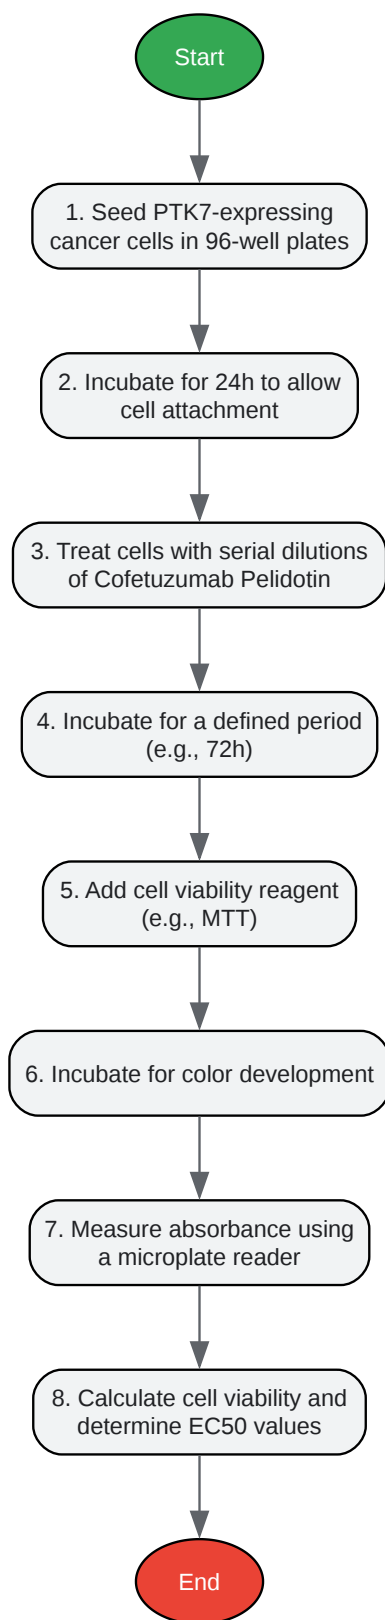 Start
1. Seed PTK7-expressing
cancer cells in 96-well plates
2. Incubate for 24h to allow
cell attachment
3. Treat cells with serial dilutions
of Cofetuzumab Pelidotin
4. Incubate for a defined period
(e.g., 72h)
5. Add cell viability reagent
(e.g., MTT)
6. Incubate for color development
7. Measure absorbance using
a microplate reader
8. Calculate cell viability and
determine EC50 values
End